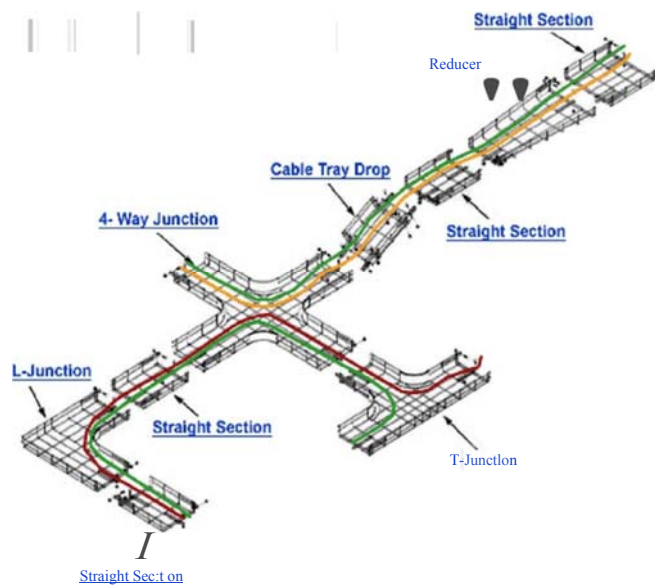 Straight Section
Reducer
Cable Tray Drop
4- Way Junction
Straight Section
L-Junction
Straight Section
T-Junctlon
I
Straight Sec:t on